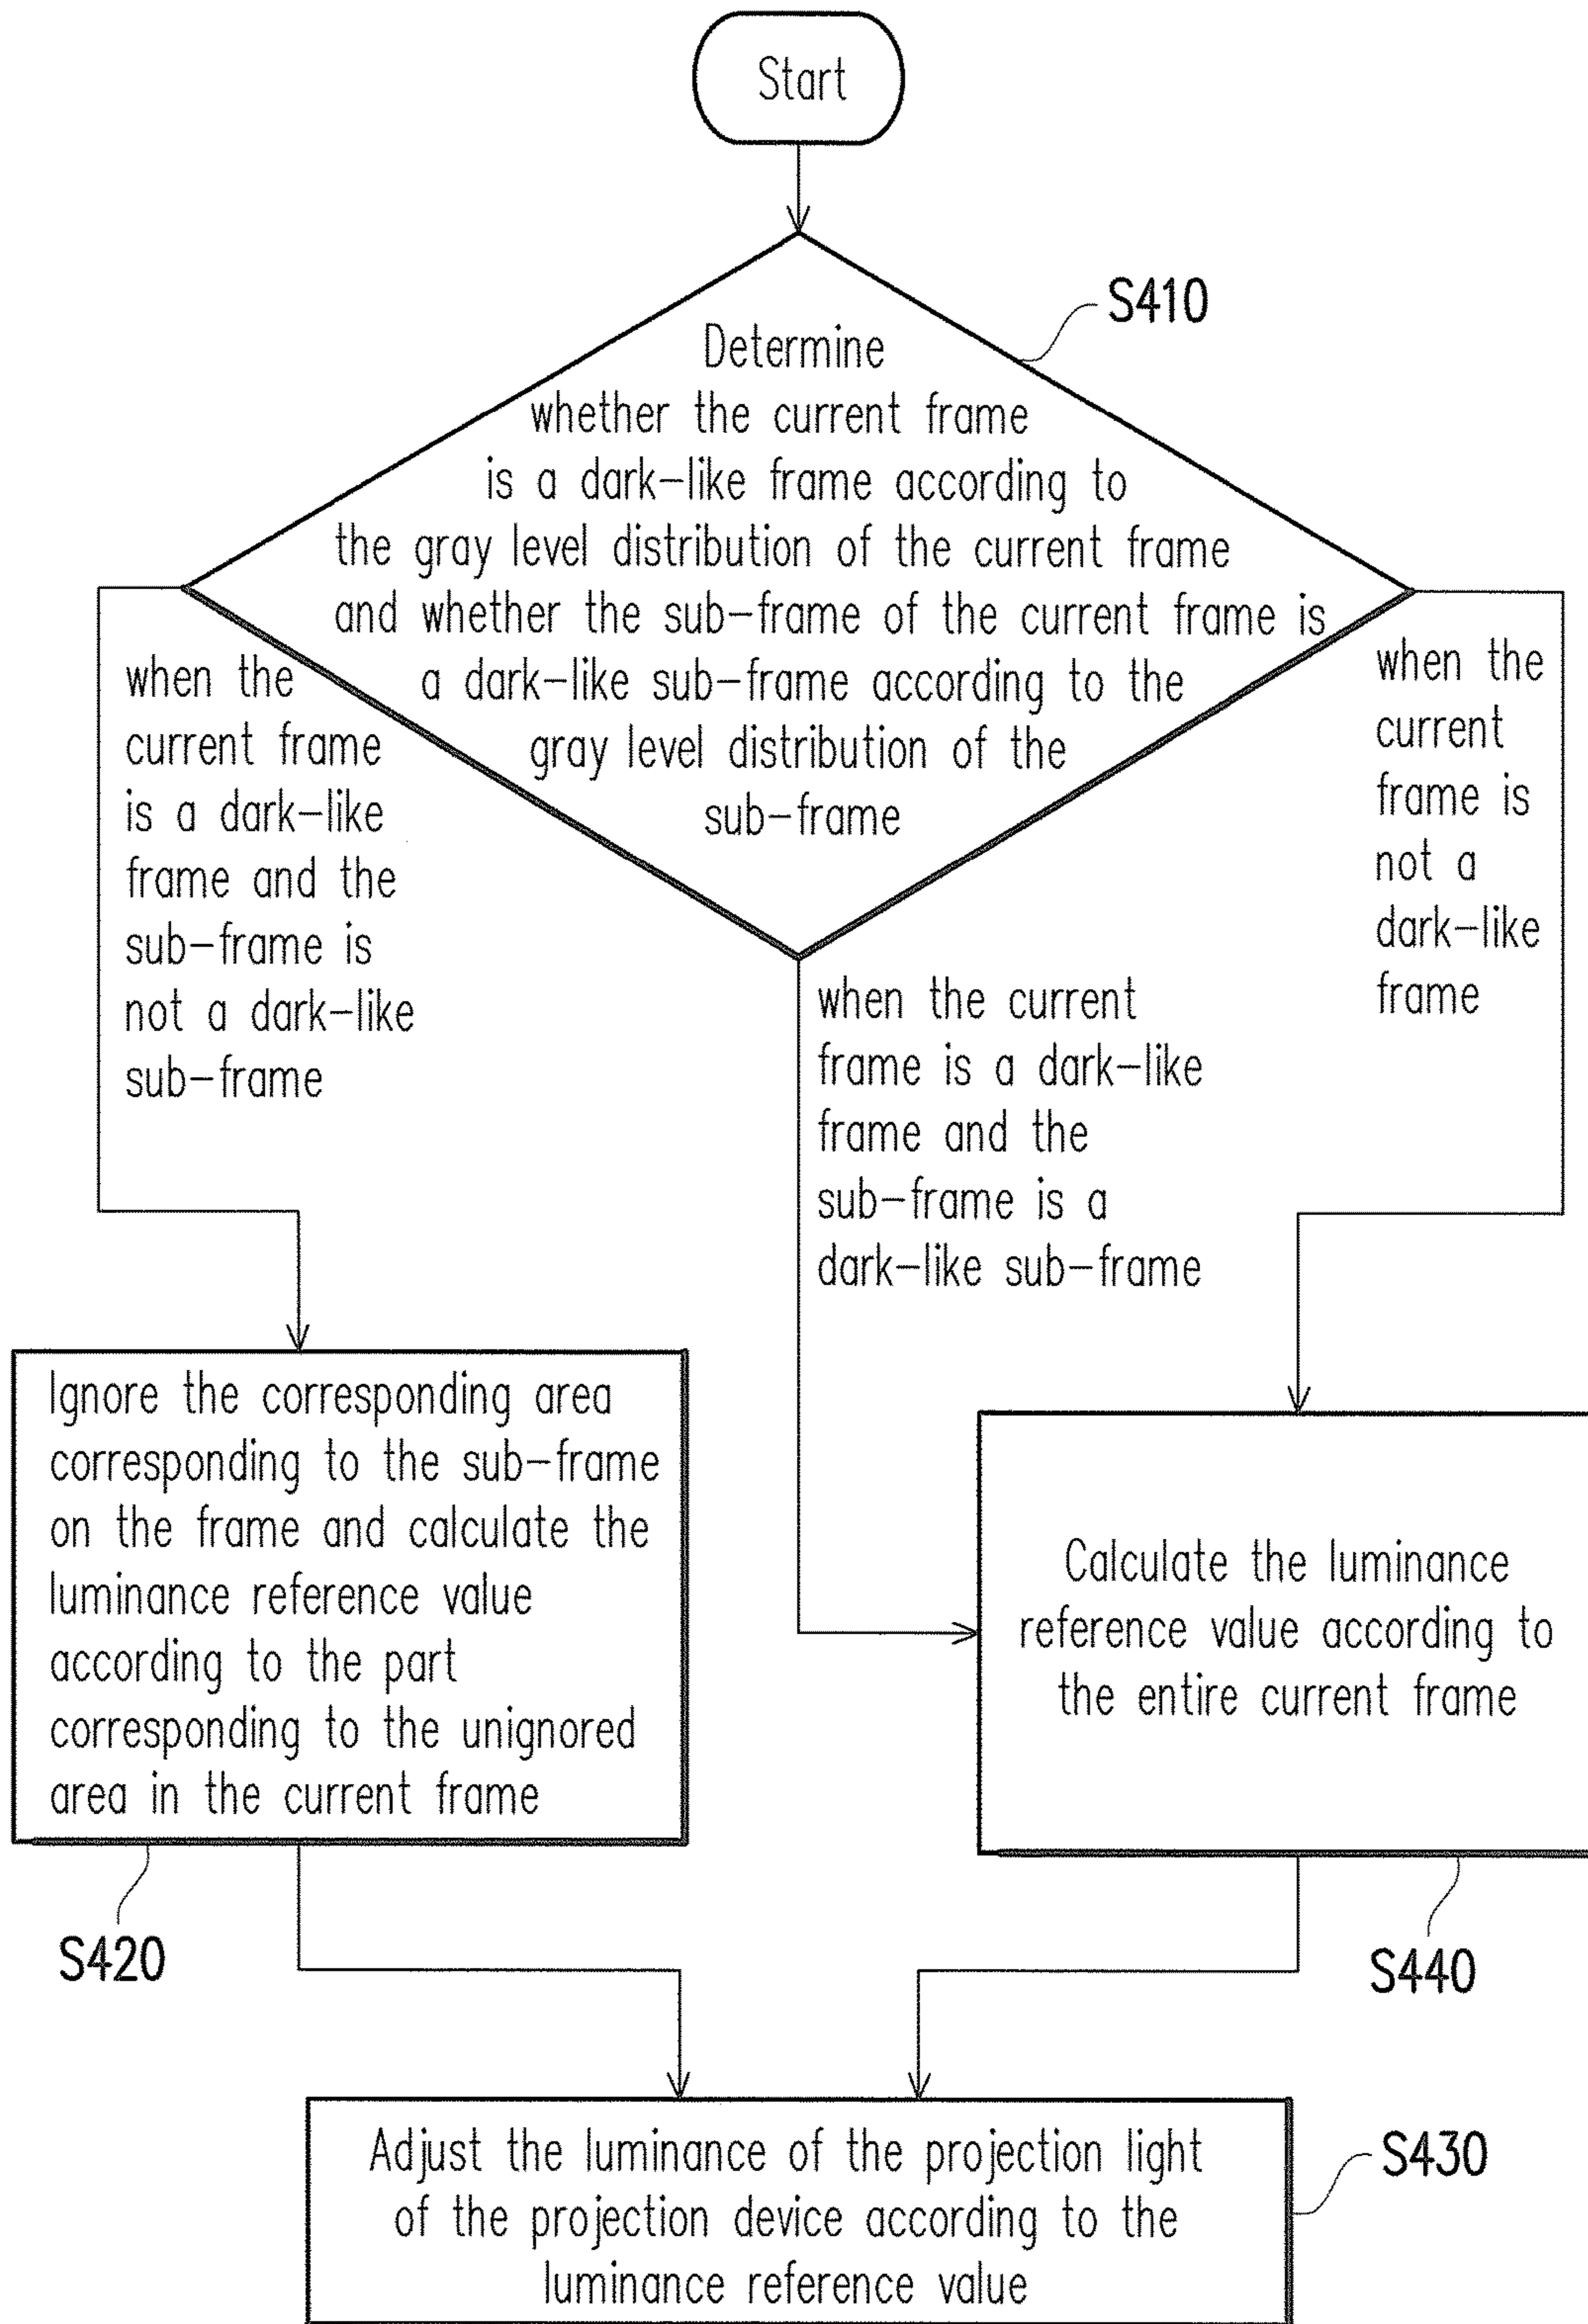 Start
S410
Determine
whether the current frame
is a dark-like frame according to
the gray level distribution of the current frame
and whether the sub-frame of the current frame is
a dark-like sub-frame according to the
gray level distribution of the
sub-frame
when the
current frame
is a dark-like
frame and the
sub-frame is
not a dark-like
sub-frame
when the current
frame is a dark-like
frame and the
sub-frame is a
dark-like sub-frame
when the
current
frame is
not a
dark-like
frame
Ignore the corresponding area
corresponding to the sub-frame
on the frame and calculate the
luminance reference value
according to the part
corresponding to the unignored
area in the current frame
S420
Calculate the luminance
reference value according to
the entire current frame
S440
Adjust the luminance of the projection light
of the projection device according to the
luminance reference value
S430